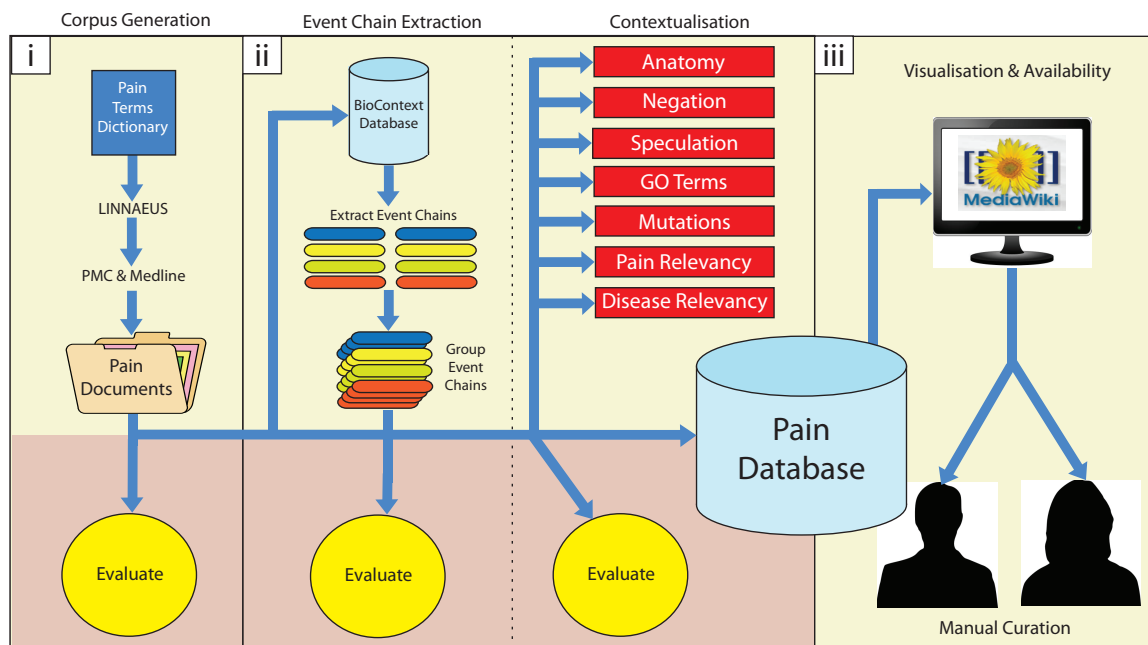 Corpus Generation
Event Chain Extraction
Contextualisation
i
Pain
Terms
Dictionary
LINNAEUS
PMC & Medline
Pain
Documents
Evaluate
ii
BioContext
Database
Extract Event Chains
Group
Event
Chains
Evaluate
Anatomy
Negation
Speculation
GO Terms
Mutations
Pain Relevancy
Disease Relevancy
Evaluate
Pain
Database
iii
Visualisation & Availability
[[ ]]
MediaWiki
Manual Curation